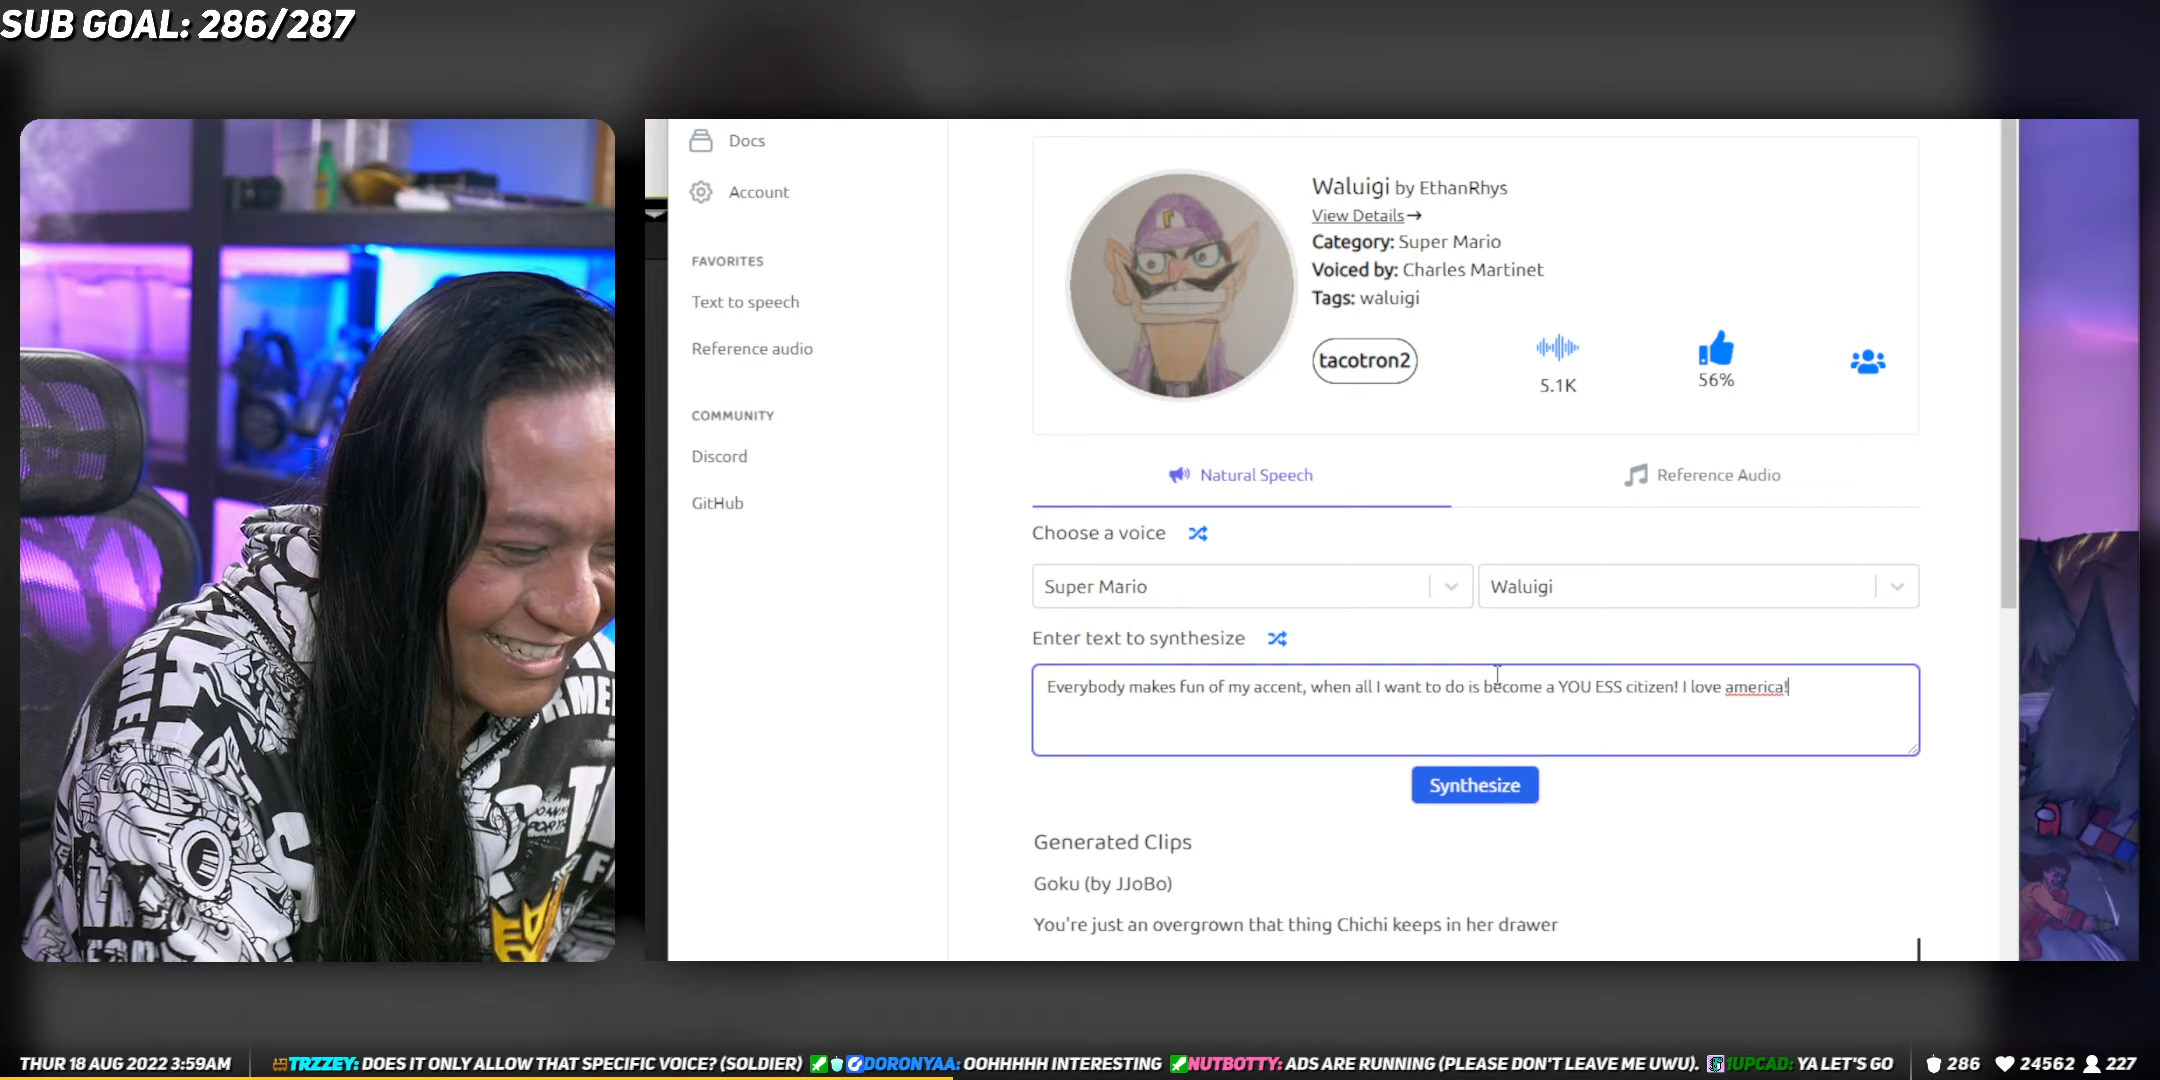 SUB GOAL: 286/287
Docs
Account
FAVORITES
Text to speech
Reference audio
COMMUNITY
Discord
GitHub
Waluigi by EthanRhys
View Details→
Category: Super Mario
Voiced by: Charles Martinet
Tags: waluigi
tacotron2
5.1K
56%
Natural Speech
Reference Audio
Choose a voice
Super Mario
Waluigi
Enter text to synthesize
Everybody makes fun of my accent, when all I want to do is become a YOU ESS citizen! I love america!
Synthesize
Generated Clips
Goku (by JJoBo)
You're just an overgrown that thing Chichi keeps in her drawer
THUR 18 AUG 2022 3:59AM TRZZEY: DOES IT ONLY ALLOW THAT SPECIFIC VOICE? (SOLDIER) DORONYAA: OOHHHHH INTERESTING NUTBOTTY: ADS ARE RUNNING (PLEASE DON'T LEAVE ME UWU). 1UPCAD: YA LET'S GO 286 24562 227